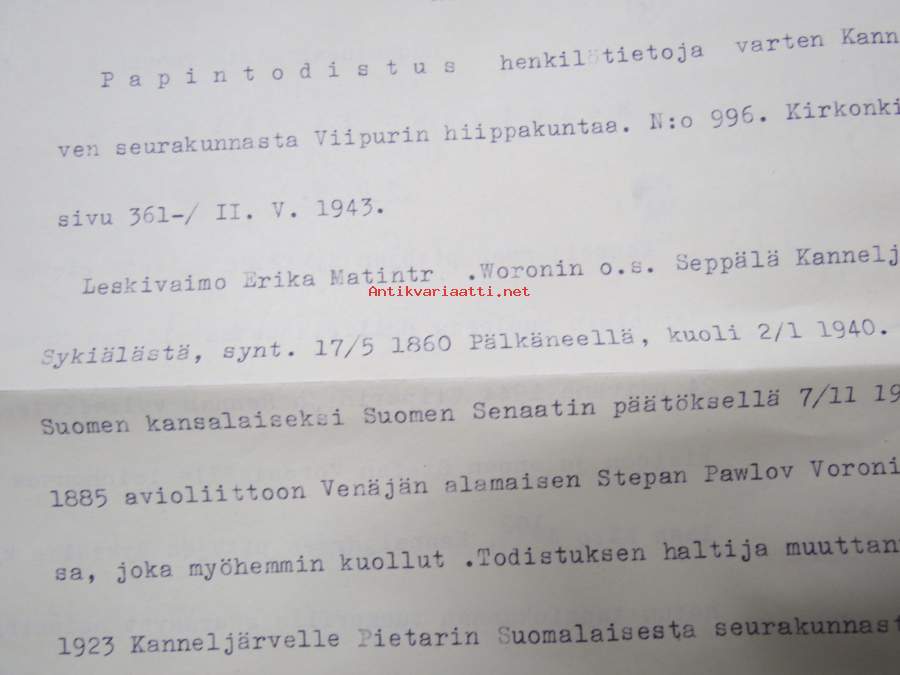 P a p i n t o d i s t u s henkilötietoja varten Kann
ven seurakunnasta Viipurin hiippakuntaa. N:o 996. Kirkonki
sivu 361-/ II. V. 1943.
Leskivaimo Erika Matintr .Woronin o.s. Seppälä Kannelj
Antikvariaatti.net
Sykiälästä, synt. 17/5 1860 Pälkäneellä, kuoli 2/1 1940.
Suomen kansalaiseksi Suomen Senaatin päätöksellä 7/11 19
1885 avioliittoon Venäjän alamaisen Stepan Pawlov Voroni
sa, joka myöhemmin kuollut .Todistuksen haltija muuttan
1923 Kanneljärvelle Pietarin Suomalaisesta seurakunnast